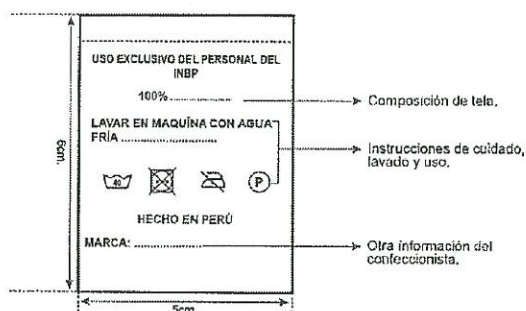 USO EXCLUSIVO DEL PERSONAL DEL
INBP
100% ....................
Composición de tela.
LAVAR EN MAQUÍNA CON AGUA
FRÍA ......................
Instrucciones de cuidado,
lavado y uso.
40
P
HECHO EN PERÚ
MARCA: .....................
Otra información del
confeccionista.
6cm.
5cm.